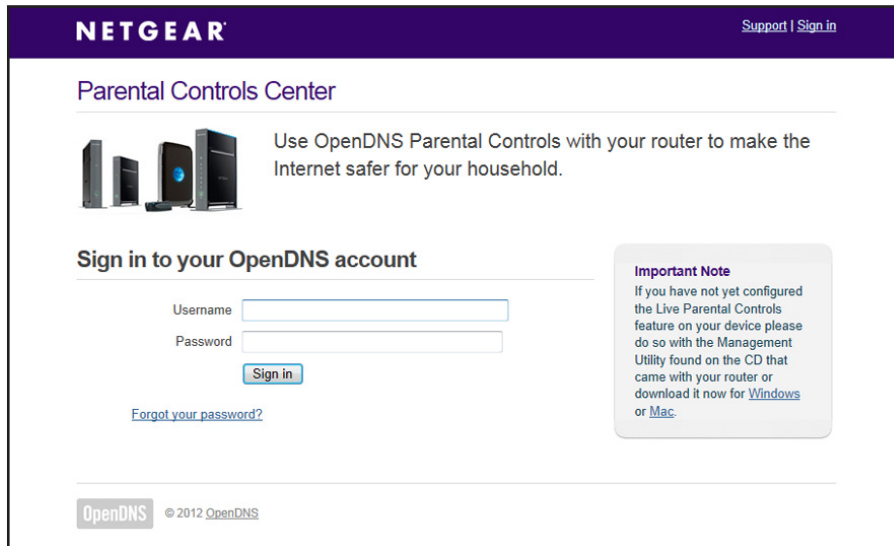 NETGEAR
Support | Sign in
Parental Controls Center
Use OpenDNS Parental Controls with your router to make the
Internet safer for your household.
Sign in to your OpenDNS account
Username
Password
Sign in
Forgot your password?
Important Note
If you have not yet configured
the Live Parental Controls
feature on your device please
do so with the Management
Utility found on the CD that
came with your router or
download it now for Windows
or Mac.
OpenDNS © 2012 OpenDNS